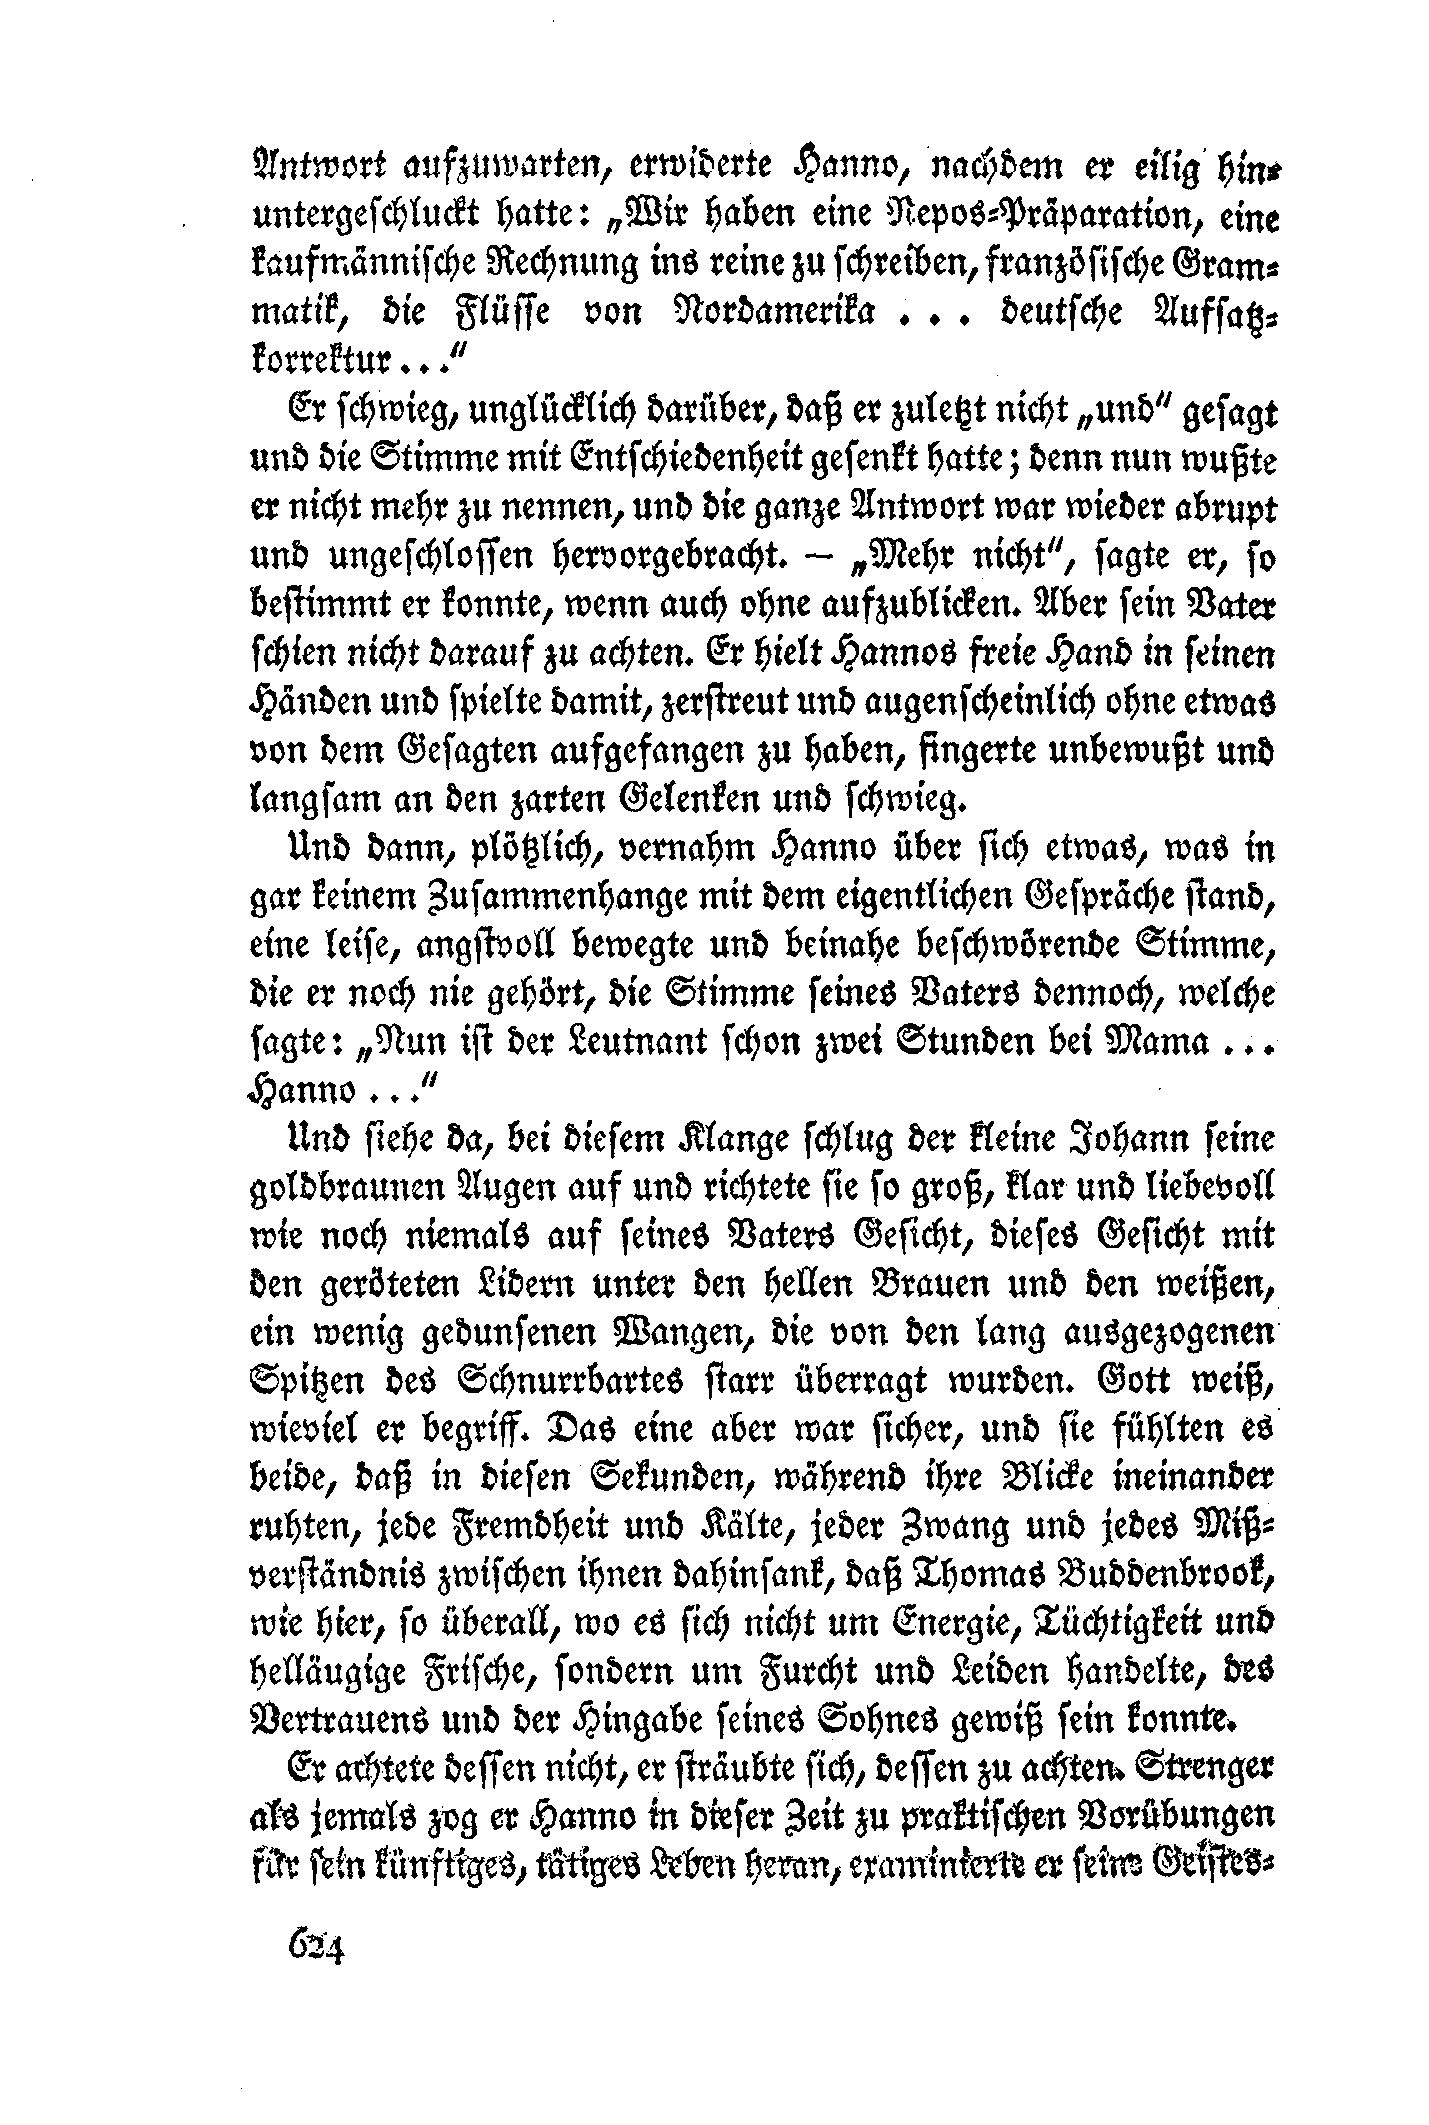 Antwort aufzuwarten, erwiderte Hanno, nachdem er eilig hin-
untergeschluckt hatte: „Wir haben eine Nepos-Präparation, eine
kaufmännische Rechnung ins reine zu schreiben, französische Gram-
matik, die Flüsse von Nordamerika . . . deutsche Aufsatz-
korrektur . . .“
Er schwieg, unglücklich darüber, daß er zuletzt nicht „und“ gesagt
und die Stimme mit Entschiedenheit gesenkt hatte; denn nun wußte
er nicht mehr zu nennen, und die ganze Antwort war wieder abrupt
und ungeschlossen hervorgebracht. — „Mehr nicht“, sagte er, so
bestimmt er konnte, wenn auch ohne aufzublicken. Aber sein Vater
schien nicht darauf zu achten. Er hielt Hannos freie Hand in seinen
Händen und spielte damit, zerstreut und augenscheinlich ohne etwas
von dem Gesagten aufgefangen zu haben, fingerte unbewußt und
langsam an den zarten Gelenken und schwieg.
Und dann, plötzlich, vernahm Hanno über sich etwas, was in
gar keinem Zusammenhange mit dem eigentlichen Gespräche stand,
eine leise, angstvoll bewegte und beinahe beschwörende Stimme,
die er noch nie gehört, die Stimme seines Vaters dennoch, welche
sagte: „Nun ist der Leutnant schon zwei Stunden bei Mama . . .
Hanno . . .“
Und siehe da, bei diesem Klange schlug der kleine Johann seine
goldbraunen Augen auf und richtete sie so groß, klar und liebevoll
wie noch niemals auf seines Vaters Gesicht, dieses Gesicht mit
den geröteten Lidern unter den hellen Brauen und den weißen,
ein wenig gedunsenen Wangen, die von den lang ausgezogenen
Spitzen des Schnurrbartes starr überragt wurden. Gott weiß,
wieviel er begriff. Das eine aber war sicher, und sie fühlten es
beide, daß in diesen Sekunden, während ihre Blicke ineinander
ruhten, jede Fremdheit und Kälte, jeder Zwang und jedes Miß-
verständnis zwischen ihnen dahinsank, daß Thomas Buddenbrook,
wie hier, so überall, wo es sich nicht um Energie, Tüchtigkeit und
helläugige Frische, sondern um Furcht und Leiden handelte, des
Vertrauens und der Hingabe seines Sohnes gewiß sein konnte.
Er achtete dessen nicht, er sträubte sich, dessen zu achten. Strenger
als jemals zog er Hanno in dieser Zeit zu praktischen Vorübungen
für sein künftiges, tätiges Leben heran, examinierte er seine Geistes-
624